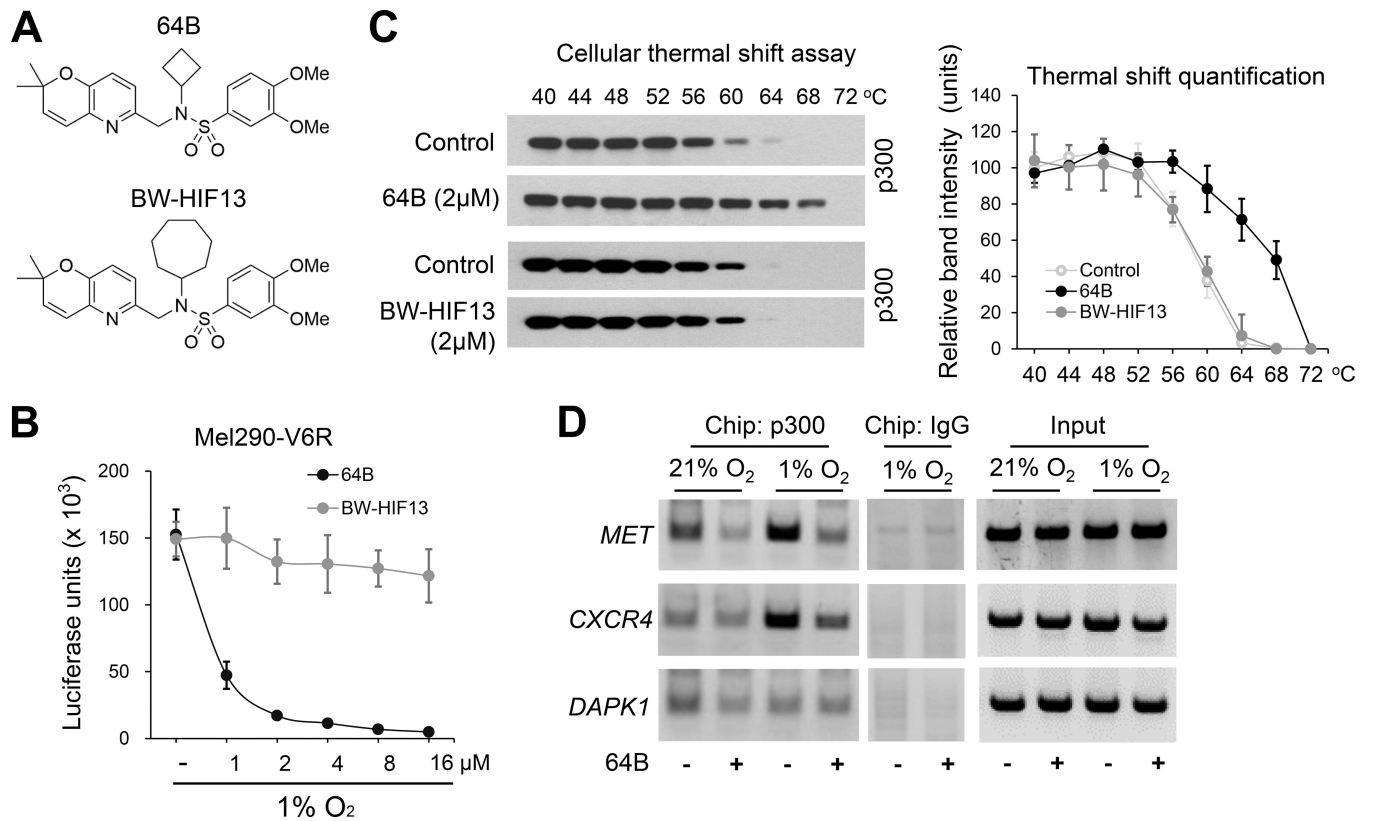 A
64B
O
N
N
S
O O
OMe
OMe
BW-HIF13
O
N
N
S
O O
OMe
OMe
C
Cellular thermal shift assay
40 44 48 52 56 60 64 68 72 ºC
Control
64B (2µM)
p300
Control
BW-HIF13
(2µM)
p300
Thermal shift quantification
Relative band intensity (units)
140
120
100
80
60
40
20
0
Control
64B
BW-HIF13
40 44 48 52 56 60 64 68 72 ºC
B
Mel290-V6R
Luciferase units (x 10³)
200
150
100
50
0
64B
BW-HIF13
- 1 2 4 8 16 µM
1% O₂
D
Chip: p300 Chip: IgG Input
21% O₂ 1% O₂ 1% O₂ 21% O₂ 1% O₂
MET
CXCR4
DAPK1
64B - + - + - + - + - +